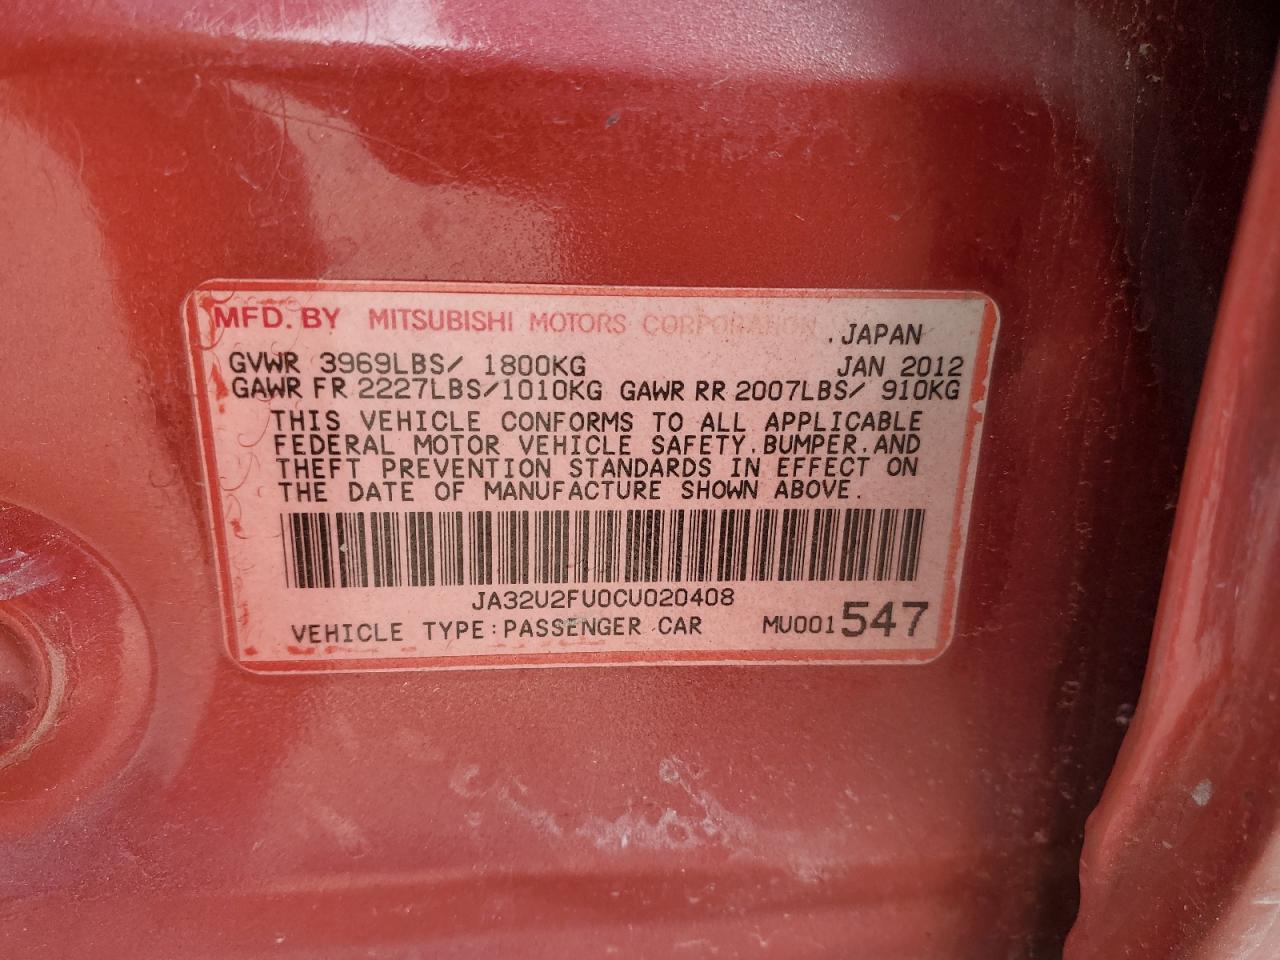 MFD. BY MITSUBISHI MOTORS CORPORATION, JAPAN
GVWR 3969LBS/ 1800KG JAN 2012
GAWR FR 2227LBS/1010KG GAWR RR 2007LBS/ 910KG
THIS VEHICLE CONFORMS TO ALL APPLICABLE
FEDERAL MOTOR VEHICLE SAFETY,BUMPER,AND
THEFT PREVENTION STANDARDS IN EFFECT ON
THE DATE OF MANUFACTURE SHOWN ABOVE.
JA32U2FU0CU020408
VEHICLE TYPE:PASSENGER CAR MU001547